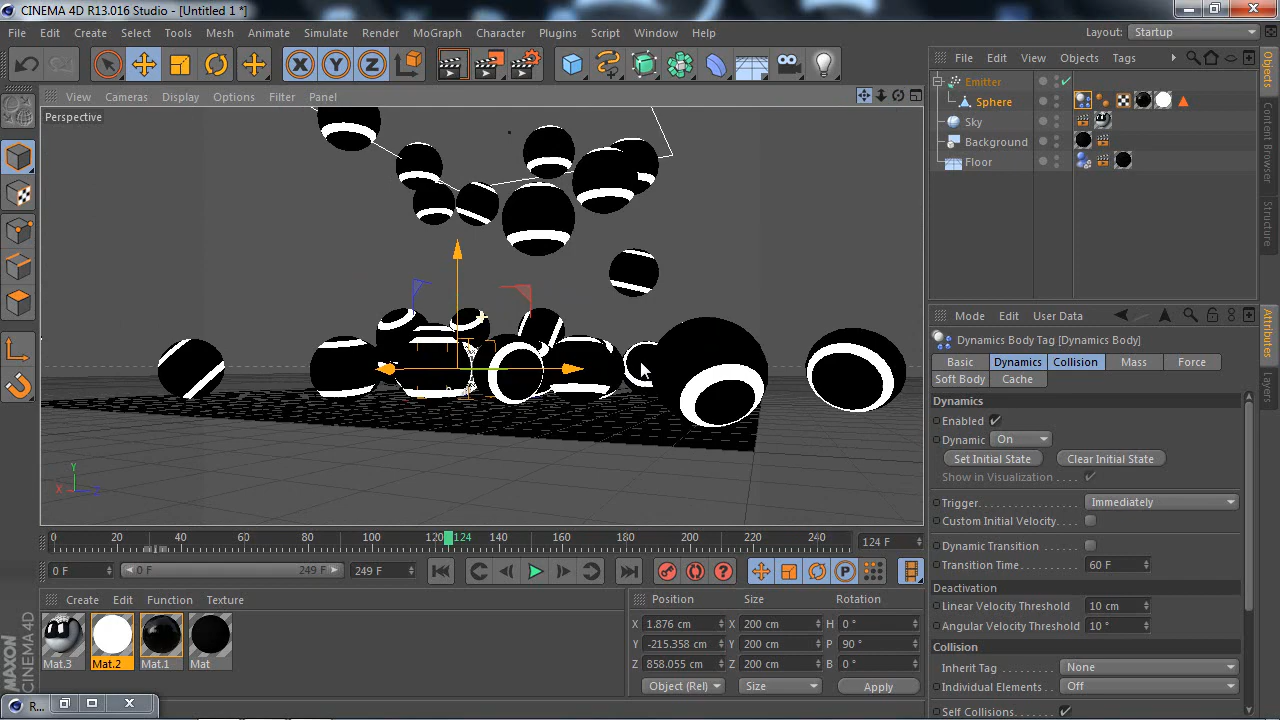 CINEMA 4D R13.016 Studio - [Untitled 1 *]
File Edit Create Select Tools Mesh Animate Simulate Render MoGraph Character Plugins Script Window Help Layout: Startup
X Y Z
File Edit View Objects Tags
View Cameras Display Options Filter Panel
Perspective
Emitter
Sphere
Sky
Background
Floor
Objects
Content Browser
Structure
Mode Edit User Data
Dynamics Body Tag [Dynamics Body]
Basic Dynamics Collision Mass Force
Soft Body Cache
Dynamics
Enabled
Dynamic On
Set Initial State Clear Initial State
Show in Visualization
Trigger Immediately
Custom Initial Velocity
Dynamic Transition
Transition Time 60 F
Deactivation
Linear Velocity Threshold 10 cm
Angular Velocity Threshold 10 °
Collision
Inherit Tag None
Individual Elements Off
Self Collisions
Attributes
Layers
Y
X Z
0 20 40 60 80 100 120 124 140 160 180 200 220 240 124 F
0 F 0 F 249 F 249 F
P
Create Edit Function Texture
Mat.3 Mat.2 Mat.1 Mat
Position Size Rotation
X 1.876 cm X 200 cm H 0 °
Y -215.358 cm Y 200 cm P 90 °
Z 858.055 cm Z 200 cm B 0 °
Object (Rel) Size Apply
MAXON
CINEMA 4D
R...